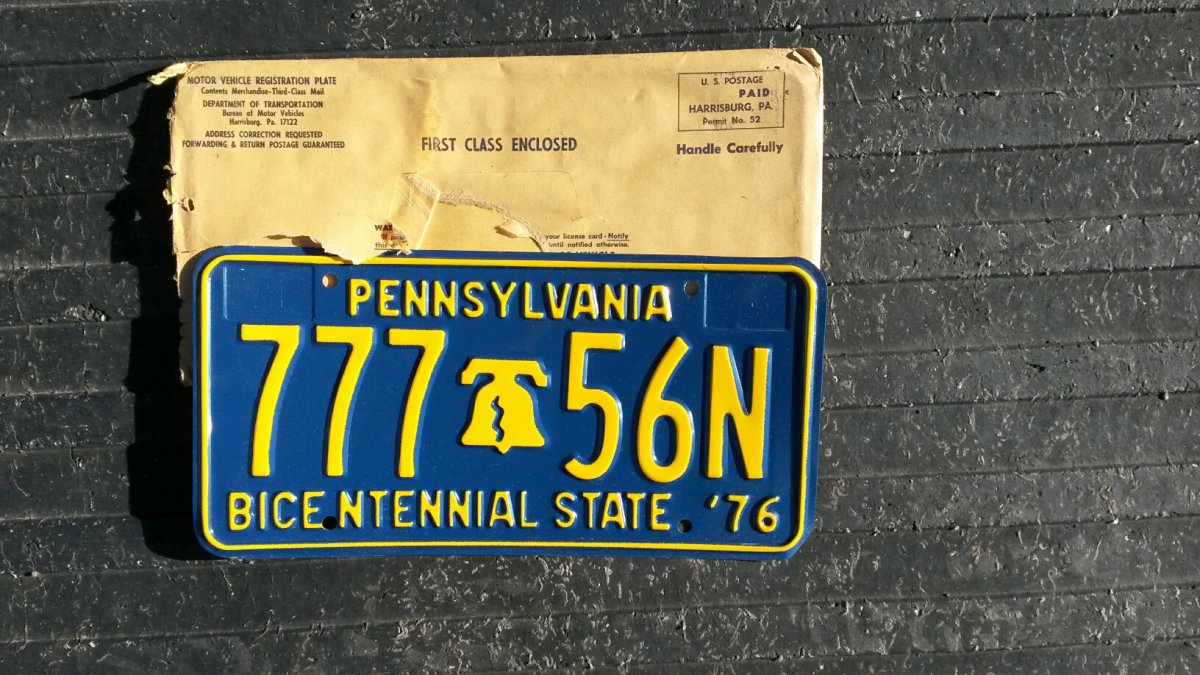 MOTOR VEHICLE REGISTRATION PLATE
Contents Merchandise-Third-Class Mail
DEPARTMENT OF TRANSPORTATION
Bureau of Motor Vehicles
Harrisburg, Pa. 17122
ADDRESS CORRECTION REQUESTED
FORWARDING & RETURN POSTAGE GUARANTEED
FIRST CLASS ENCLOSED
U. S. POSTAGE
PAID
HARRISBURG, PA.
Permit No. 52
Handle Carefully
your license card - Notify
until notified otherwise.
PENNSYLVANIA
777 56N
BICENTENNIAL STATE '76